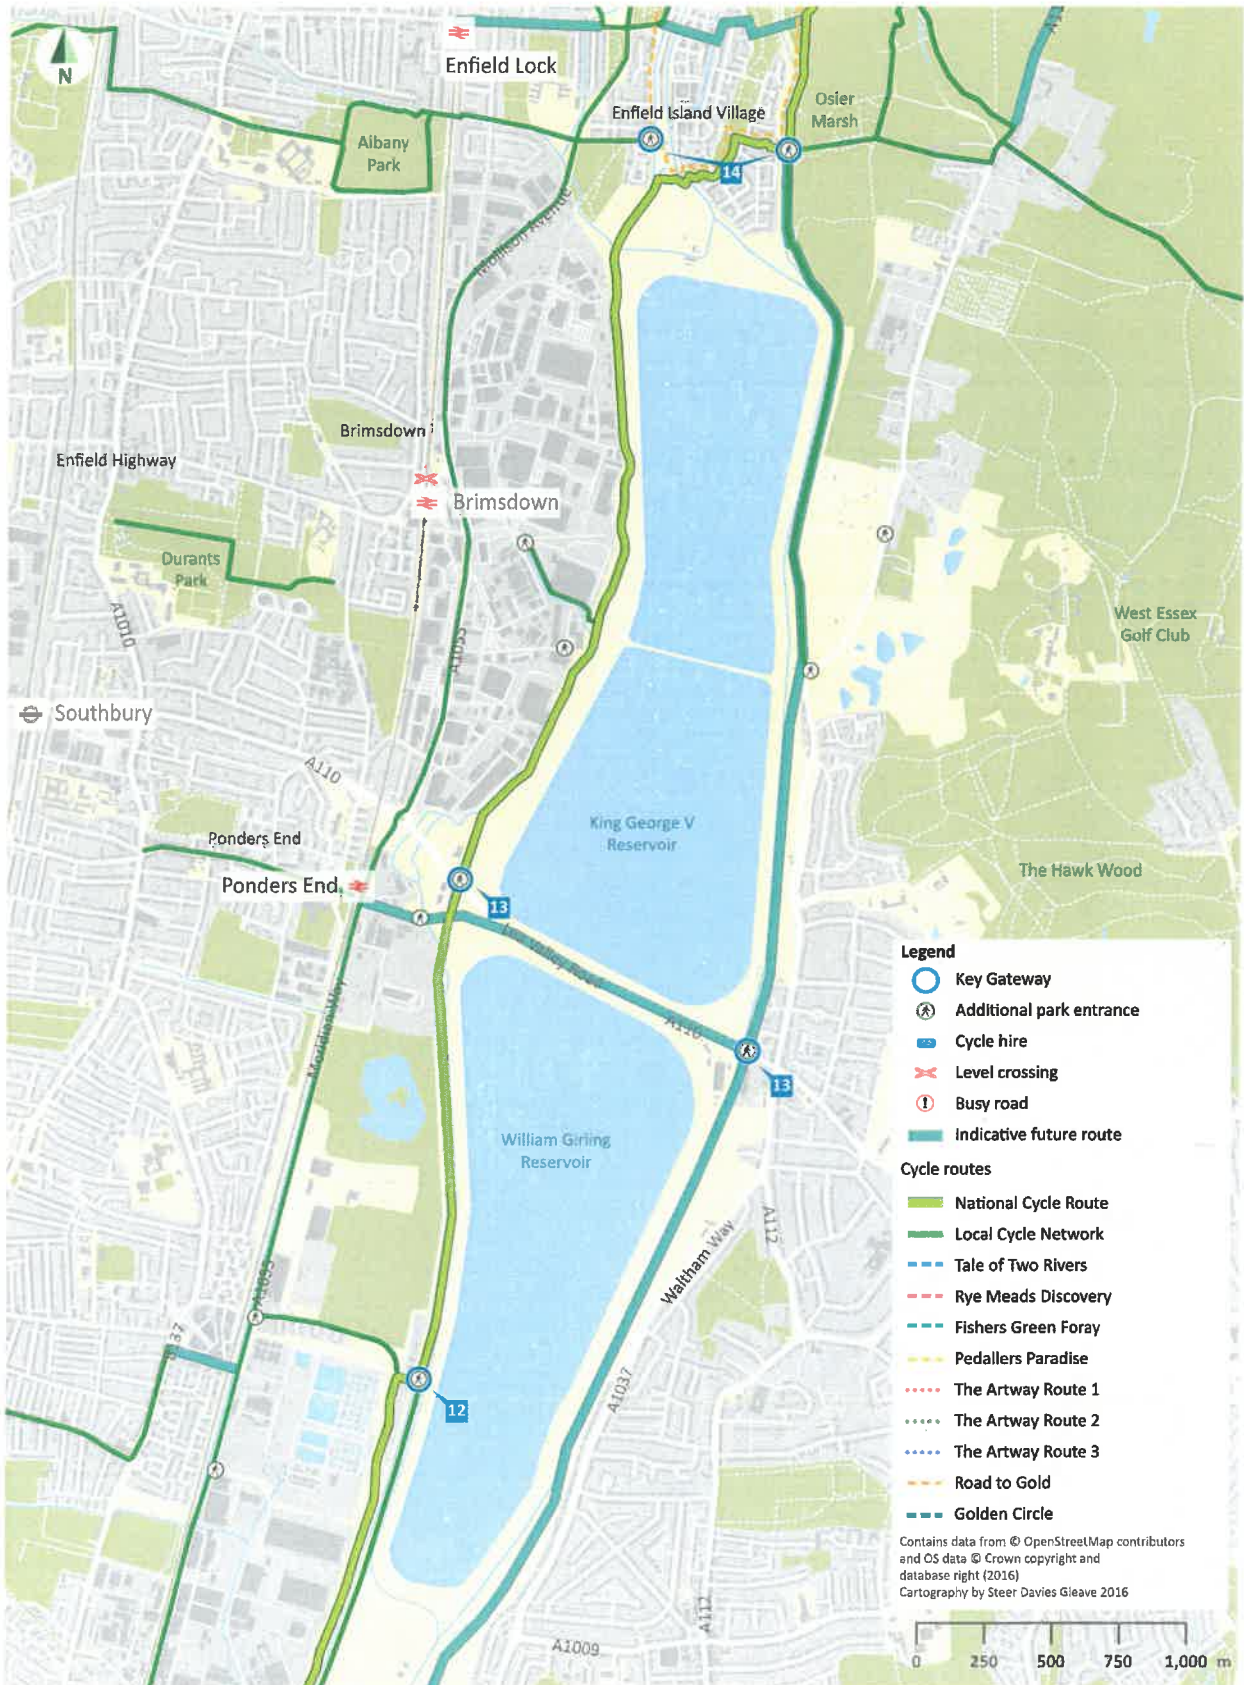 N
Enfield Lock
Enfield Island Village
Osier
Marsh
Albany
Park
14
Mollison Avenue
Brimsdown
Enfield Highway
Brimsdown
Durants
Park
A1010
A1055
West Essex
Golf Club
Southbury
A110
King George V
Reservoir
Ponders End
Ponders End
The Hawk Wood
13
Lee Valley Road
A110
Meridian Way
13
William Girling
Reservoir
A112
Waltham Way
A1055
A1037
12
A112
A1009
Legend
Key Gateway
Additional park entrance
Cycle hire
Level crossing
Busy road
Indicative future route
Cycle routes
National Cycle Route
Local Cycle Network
Tale of Two Rivers
Rye Meads Discovery
Fishers Green Foray
Pedallers Paradise
The Artway Route 1
The Artway Route 2
The Artway Route 3
Road to Gold
Golden Circle
Contains data from © OpenStreetMap contributors
and OS data © Crown copyright and
database right (2016)
Cartography by Steer Davies Gleave 2016
0 250 500 750 1,000 m